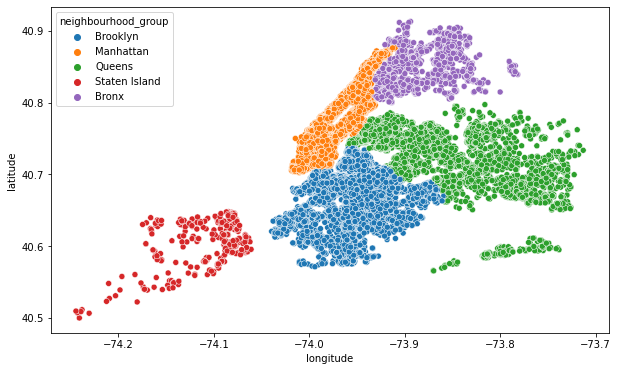 neighbourhood_group
Brooklyn
Manhattan
Queens
Staten Island
Bronx
40.9
40.8
40.7
40.6
40.5
latitude
−74.2
−74.1
−74.0
−73.9
−73.8
−73.7
longitude